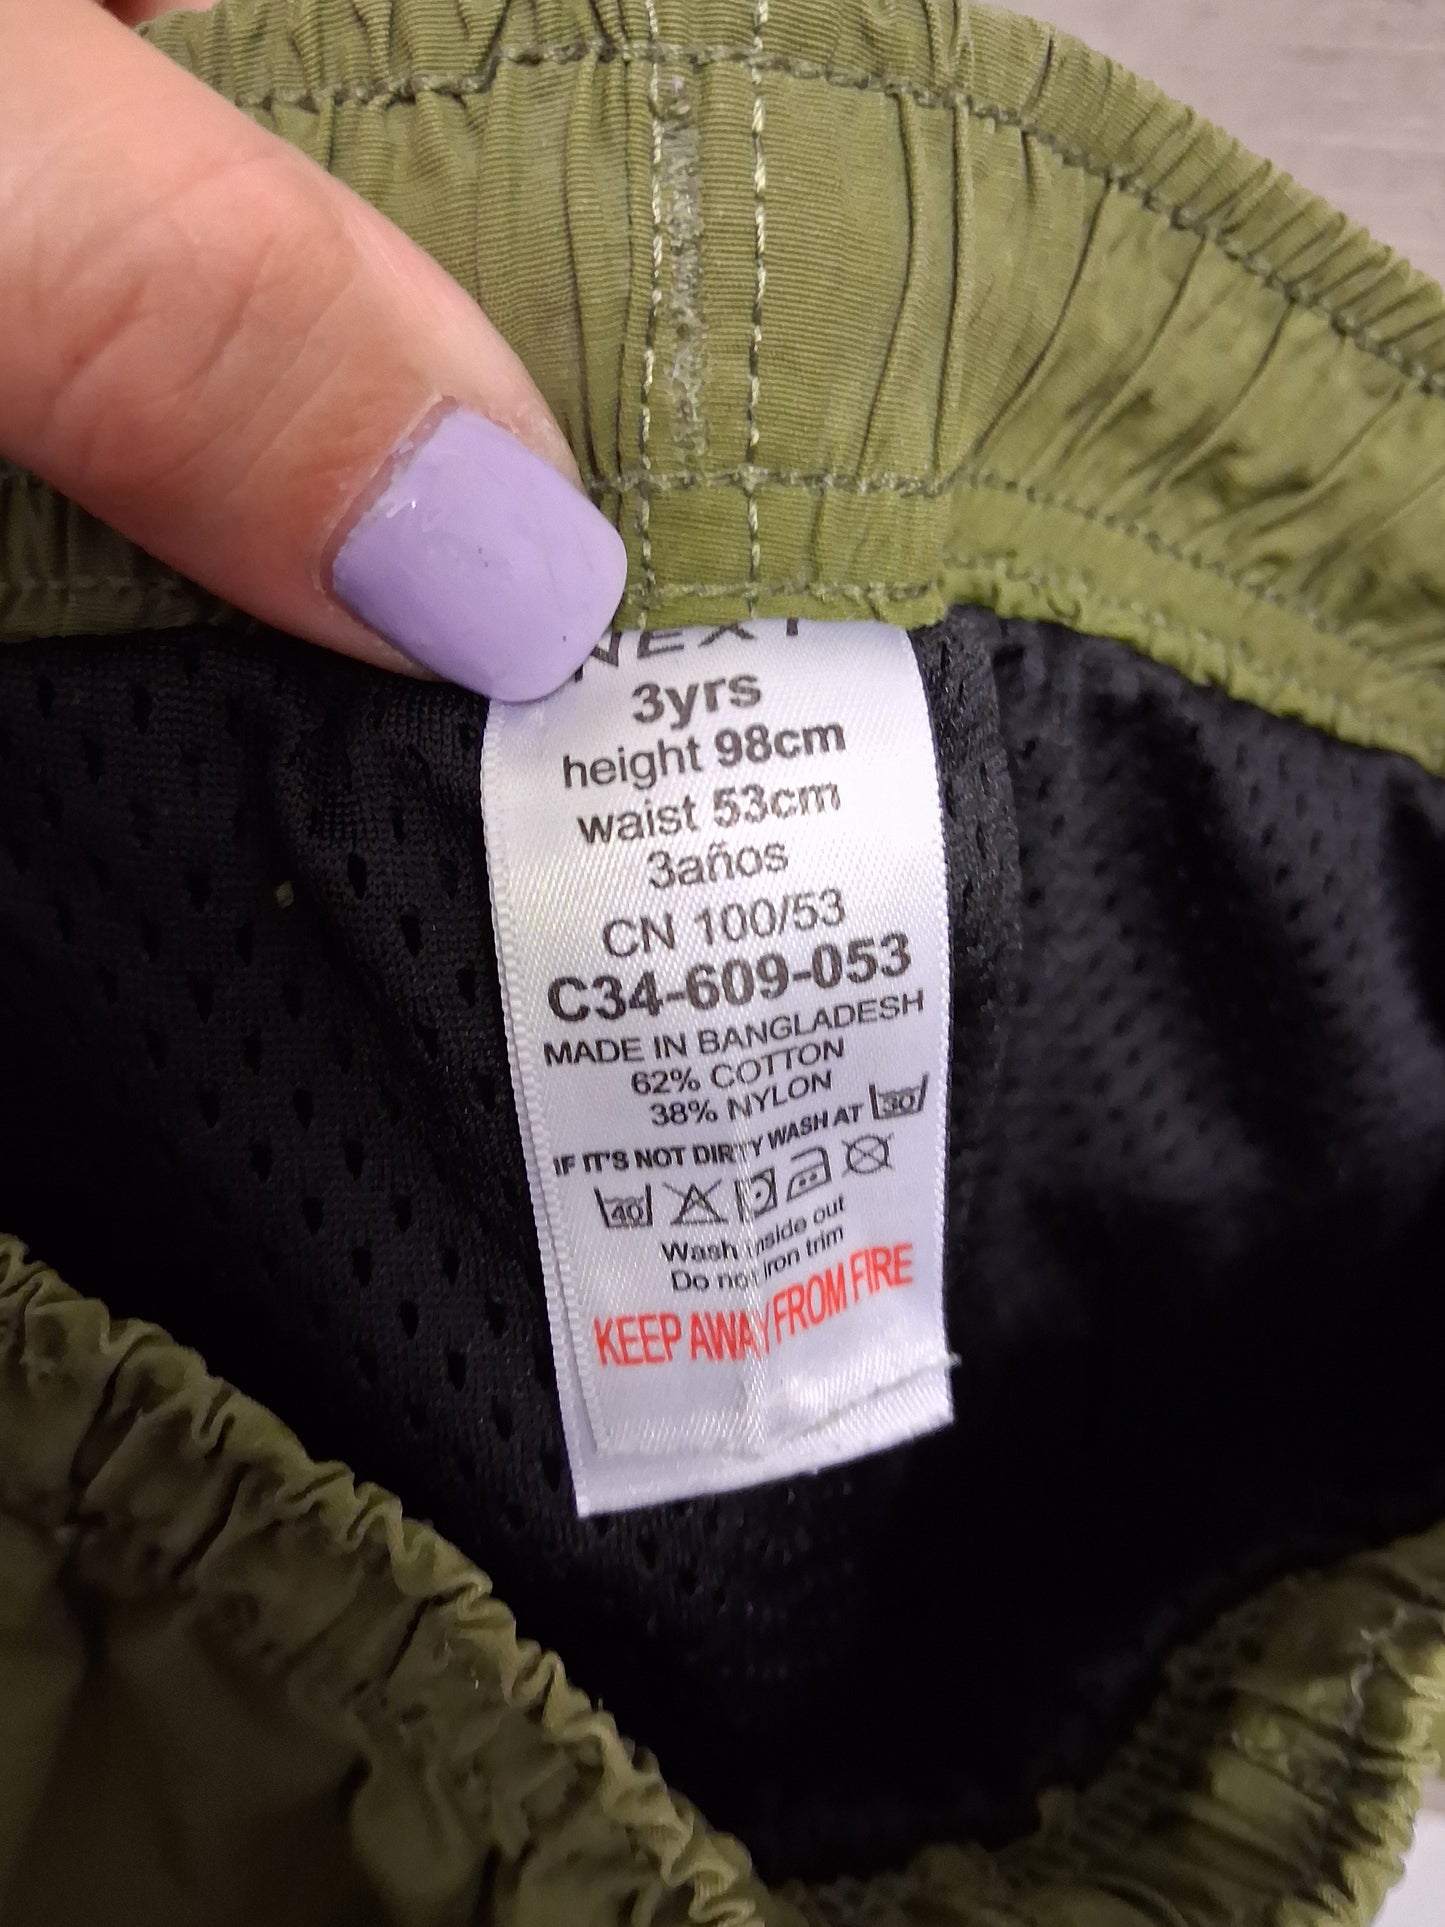 NEXT
3yrs
height 98cm
waist 53cm
3años
CN 100/53
C34-609-053
MADE IN BANGLADESH
62% COTTON
38% NYLON
IF IT'S NOT DIRTY WASH AT 30
40
Wash inside out
Do not iron trim
KEEP AWAY FROM FIRE